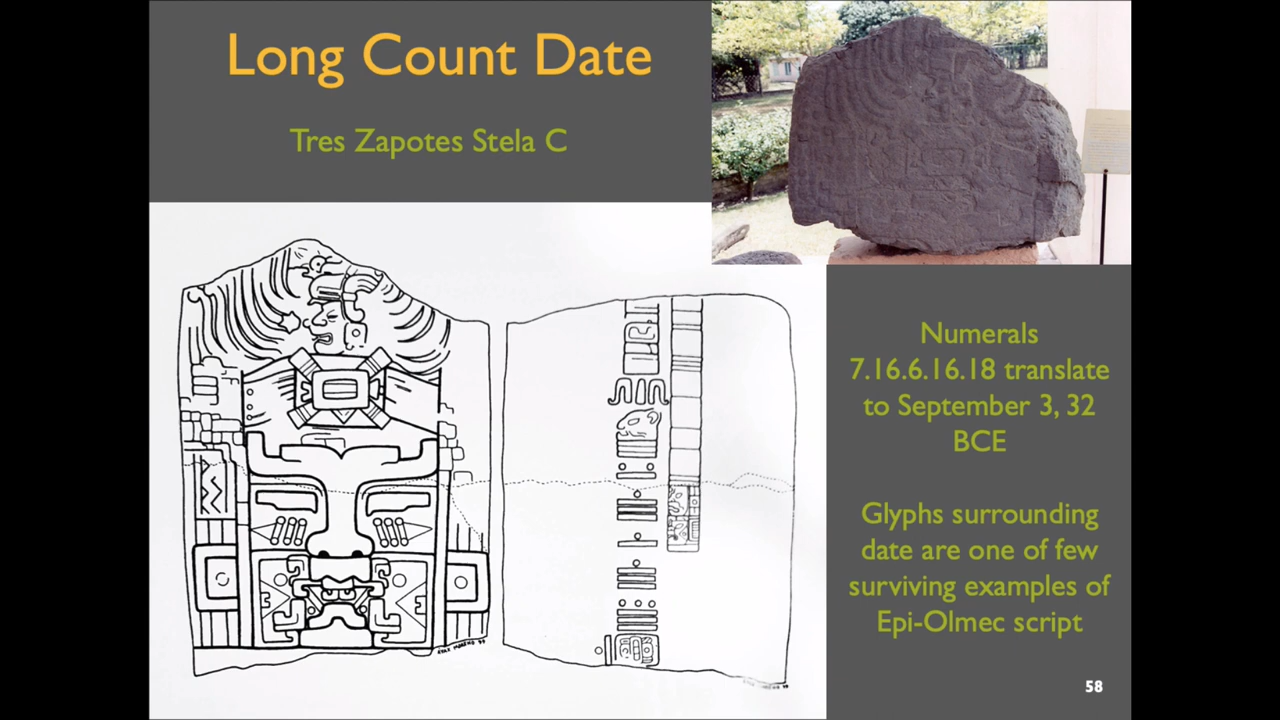 Long Count Date
Tres Zapotes Stela C
Numerals
7.16.6.16.18 translate
to September 3, 32
BCE
Glyphs surrounding
date are one of few
surviving examples of
Epi-Olmec script
58